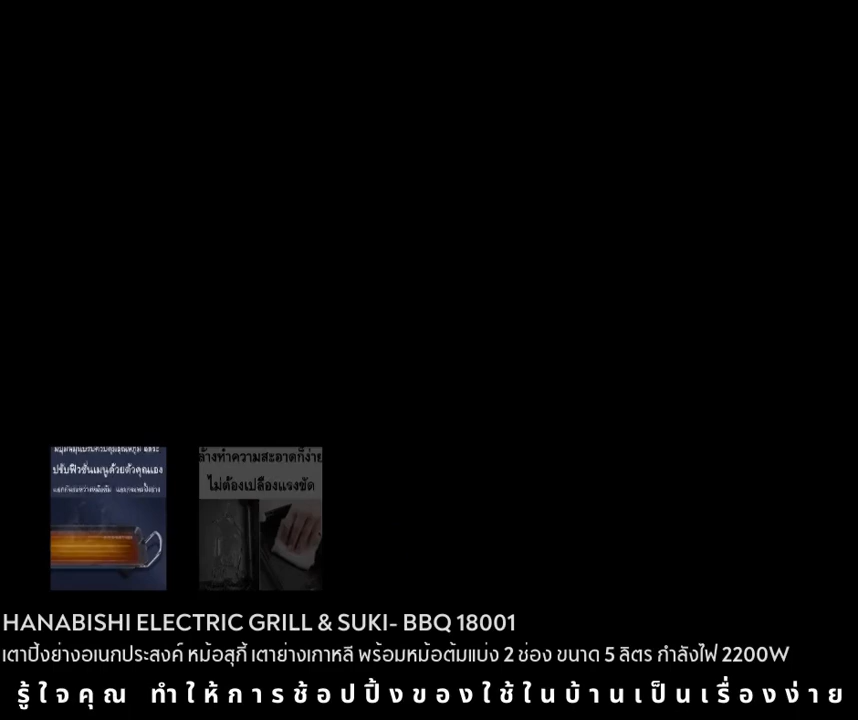 ปรับฟังชั่นเมนูด้วยตัวคุณเอง
ล้างทำความสะอาดก็ง่าย
ไม่ต้องเปลืองแรงขัด
HANABISHI ELECTRIC GRILL & SUKI- BBQ 18001
เตาปิ้งย่างอเนกประสงค์ หม้อสุกี้ เตาย่างเกาหลี พร้อมหม้อต้มแบ่ง 2 ช่อง ขนาด 5 ลิตร กำลังไฟ 2200W
รู้ใจคุณ ทำให้การช้อปปิ้งของใช้ในบ้านเป็นเรื่องง่าย